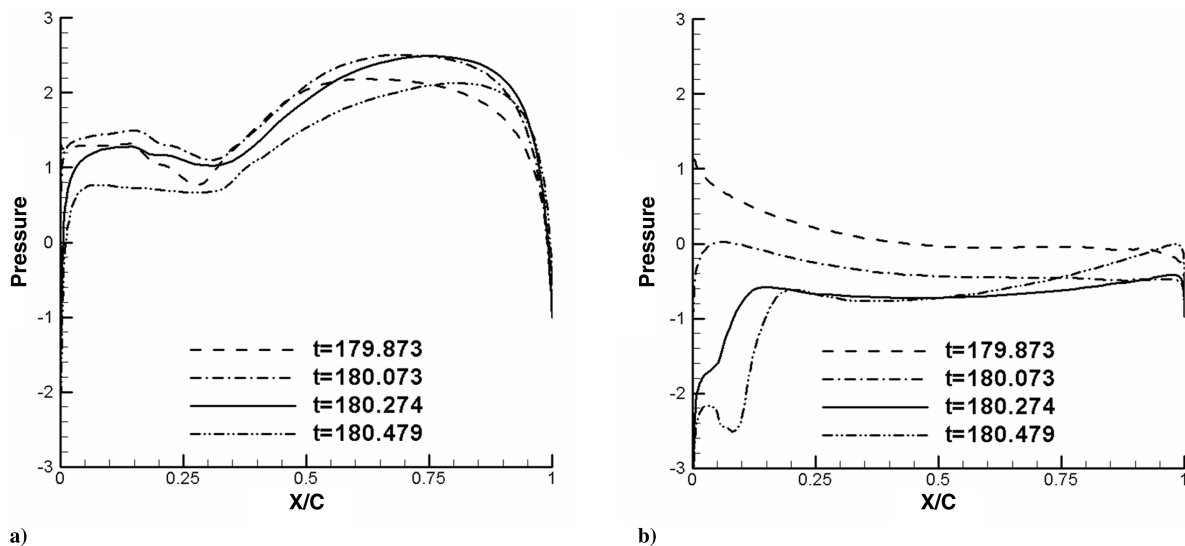 3
2
1
0
-1
-2
-3
Pressure
0
0.25
0.5
0.75
1
X/C
t=179.873
t=180.073
t=180.274
t=180.479
a)
3
2
1
0
-1
-2
-3
Pressure
0
0.25
0.5
0.75
1
X/C
t=179.873
t=180.073
t=180.274
t=180.479
b)